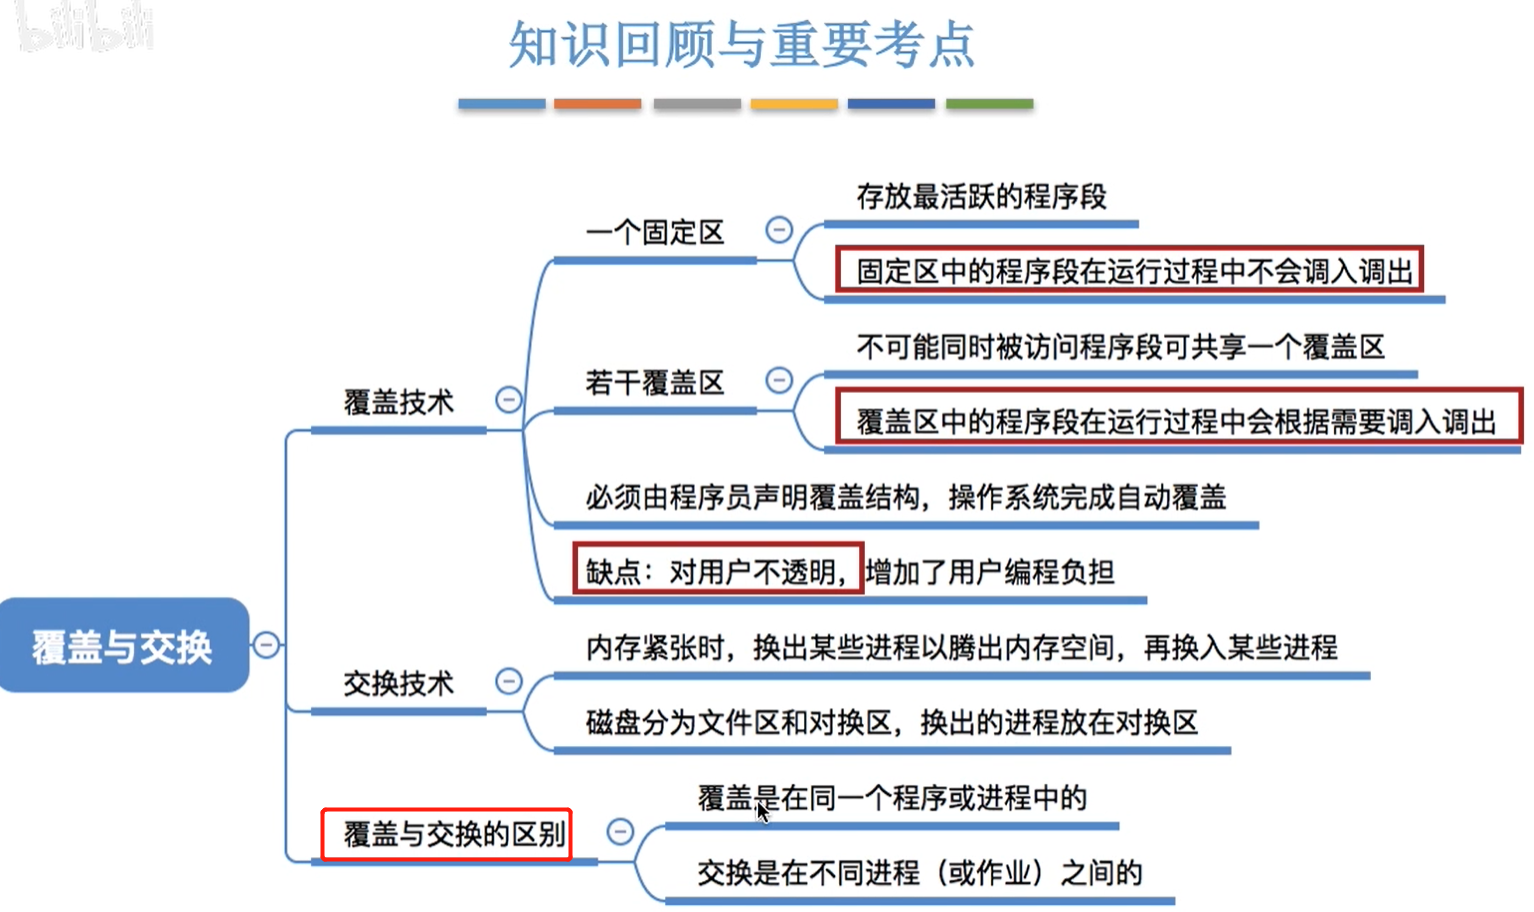 bilibili
知识回顾与重要考点
存放最活跃的程序段
一个固定区
固定区中的程序段在运行过程中不会调入调出
不可能同时被访问程序段可共享一个覆盖区
若干覆盖区
覆盖技术
覆盖区中的程序段在运行过程中会根据需要调入调出
必须由程序员声明覆盖结构，操作系统完成自动覆盖
缺点：对用户不透明，增加了用户编程负担
覆盖与交换
内存紧张时，换出某些进程以腾出内存空间，再换入某些进程
交换技术
磁盘分为文件区和对换区，换出的进程放在对换区
覆盖是在同一个程序或进程中的
覆盖与交换的区别
交换是在不同进程（或作业）之间的